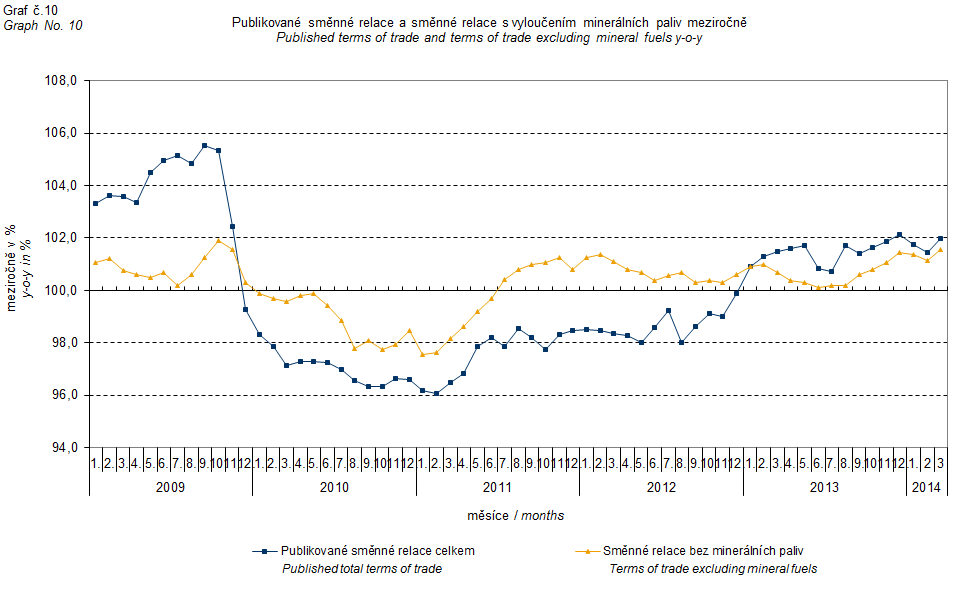 Graf č.10
Graph No. 10
Publikované směnné relace a směnné relace s vyloučením minerálních paliv meziročně
Published terms of trade and terms of trade excluding mineral fuels y-o-y
108,0
106,0
104,0
102,0
100,0
98,0
96,0
94,0
meziročně v %
y-o-y in %
1. 2. 3. 4. 5. 6. 7. 8. 9. 10 11 12 1. 2. 3. 4. 5. 6. 7. 8. 9. 10 11 12 1. 2. 3. 4. 5. 6. 7. 8. 9. 10 11 12 1. 2. 3. 4. 5. 6. 7. 8. 9. 10 11 12 1. 2. 3. 4. 5. 6. 7. 8. 9. 10 11 12 1. 2 3
2009 2010 2011 2012 2013 2014
měsíce / months
Publikované směnné relace celkem Směnné relace bez minerálních paliv
Published total terms of trade Terms of trade excluding mineral fuels